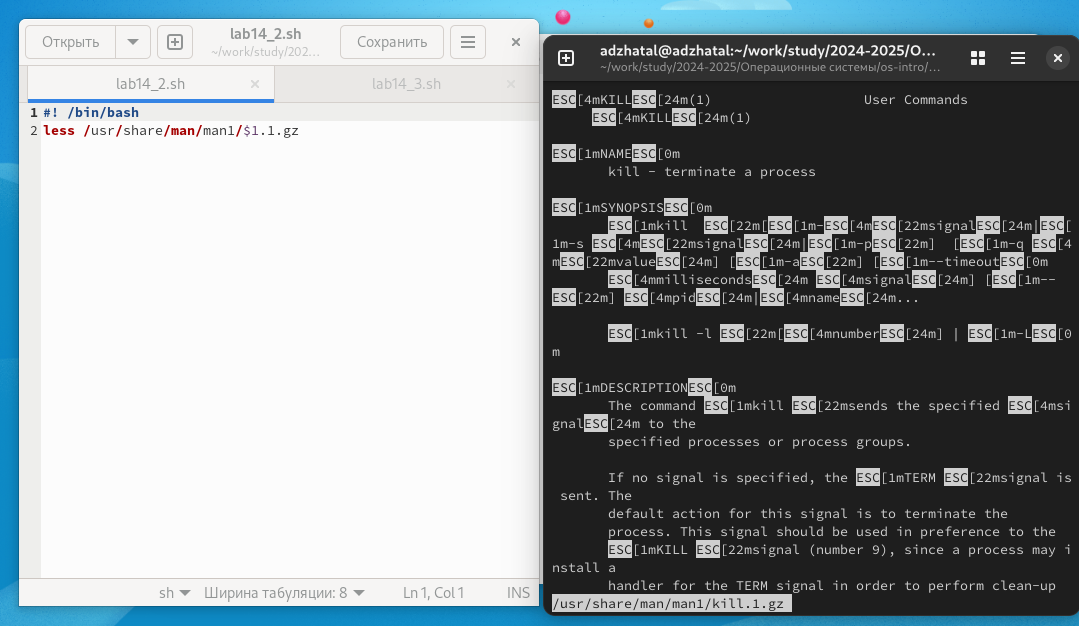 Открыть
lab14_2.sh
~/work/study/202...
Сохранить
lab14_2.sh
lab14_3.sh
1 #! /bin/bash
2 less /usr/share/man/man1/$1.1.gz
sh
Ширина табуляции: 8
Ln 1, Col 1
INS
adzhatal@adzhatal:~/work/study/2024-2025/О...
~/work/study/2024-2025/Операционные системы/os-intro/...
ESC[4mKILLESC[24m(1) User Commands
ESC[4mKILLESC[24m(1)
ESC[1mNAMEESC[0m
kill - terminate a process
ESC[1mSYNOPSISESC[0m
ESC[1mkill ESC[22m[ESC[1m-ESC[4mESC[22msignalESC[24m|ESC[
1m-s ESC[4mESC[22msignalESC[24m|ESC[1m-pESC[22m] [ESC[1m-q ESC[4
mESC[22mvalueESC[24m] [ESC[1m-aESC[22m] [ESC[1m--timeoutESC[0m
ESC[4mmillisecondsESC[24m ESC[4msignalESC[24m] [ESC[1m--
ESC[22m] ESC[4mpidESC[24m|ESC[4mnameESC[24m...
ESC[1mkill -l ESC[22m[ESC[4mnumberESC[24m] | ESC[1m-LESC[0
m
ESC[1mDESCRIPTIONESC[0m
The command ESC[1mkill ESC[22msends the specified ESC[4msi
gnalESC[24m to the
specified processes or process groups.
If no signal is specified, the ESC[1mTERM ESC[22msignal is
sent. The
default action for this signal is to terminate the
process. This signal should be used in preference to the
ESC[1mKILL ESC[22msignal (number 9), since a process may i
nstall a
handler for the TERM signal in order to perform clean-up
/usr/share/man/man1/kill.1.gz